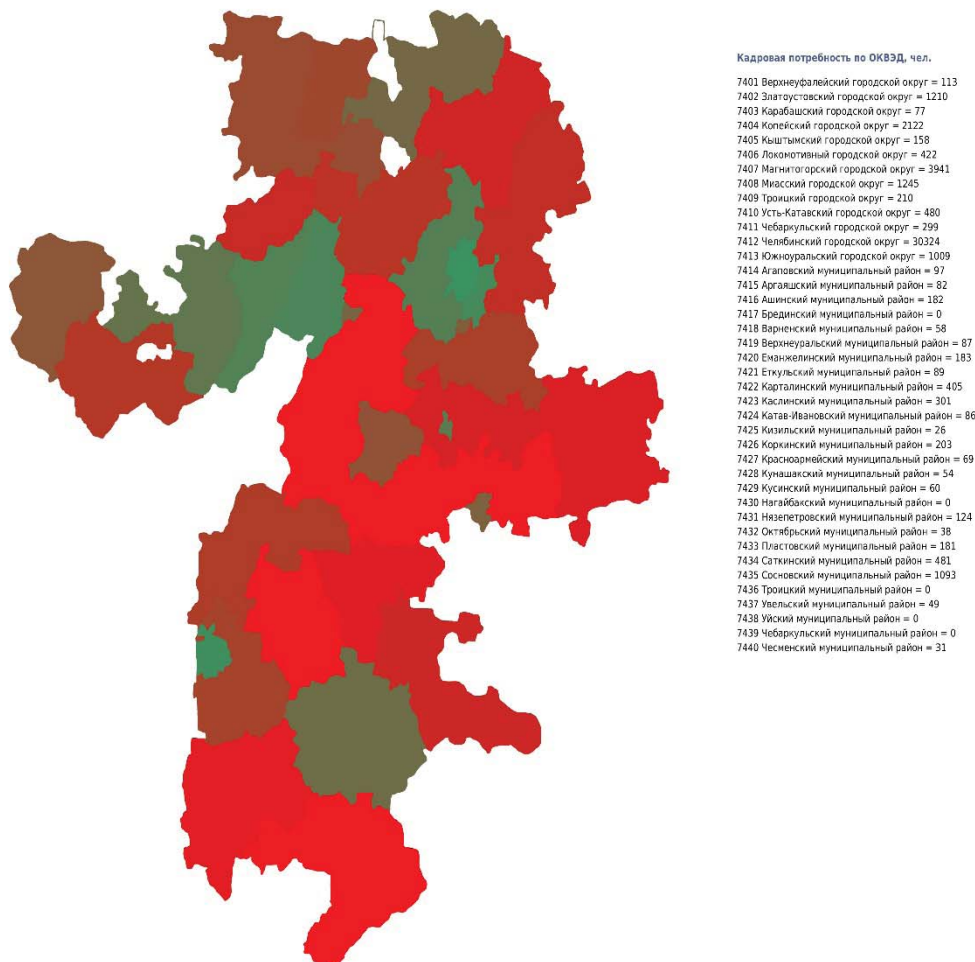 Кадровая потребность по ОКВЭД, чел.
7401 Верхнеуфалейский городской округ = 113
7402 Златоустовский городской округ = 1210
7403 Карабашский городской округ = 77
7404 Копейский городской округ = 2122
7405 Кыштымский городской округ = 158
7406 Локомотивный городской округ = 422
7407 Магнитогорский городской округ = 3941
7408 Миасский городской округ = 1245
7409 Троицкий городской округ = 210
7410 Усть-Катавский городской округ = 480
7411 Чебаркульский городской округ = 299
7412 Челябинский городской округ = 30324
7413 Южноуральский городской округ = 1009
7414 Агаповский муниципальный район = 97
7415 Аргаяшский муниципальный район = 82
7416 Ашинский муниципальный район = 182
7417 Брединский муниципальный район = 0
7418 Варненский муниципальный район = 58
7419 Верхнеуральский муниципальный район = 87
7420 Еманжелинский муниципальный район = 183
7421 Еткульский муниципальный район = 89
7422 Карталинский муниципальный район = 405
7423 Каслинский муниципальный район = 301
7424 Катав-Ивановский муниципальный район = 86
7425 Кизильский муниципальный район = 26
7426 Коркинский муниципальный район = 203
7427 Красноармейский муниципальный район = 69
7428 Кунашакский муниципальный район = 54
7429 Кусинский муниципальный район = 60
7430 Нагайбакский муниципальный район = 0
7431 Нязепетровский муниципальный район = 124
7432 Октябрьский муниципальный район = 38
7433 Пластовский муниципальный район = 181
7434 Саткинский муниципальный район = 481
7435 Сосновский муниципальный район = 1093
7436 Троицкий муниципальный район = 0
7437 Увельский муниципальный район = 49
7438 Уйский муниципальный район = 0
7439 Чебаркульский муниципальный район = 0
7440 Чесменский муниципальный район = 31